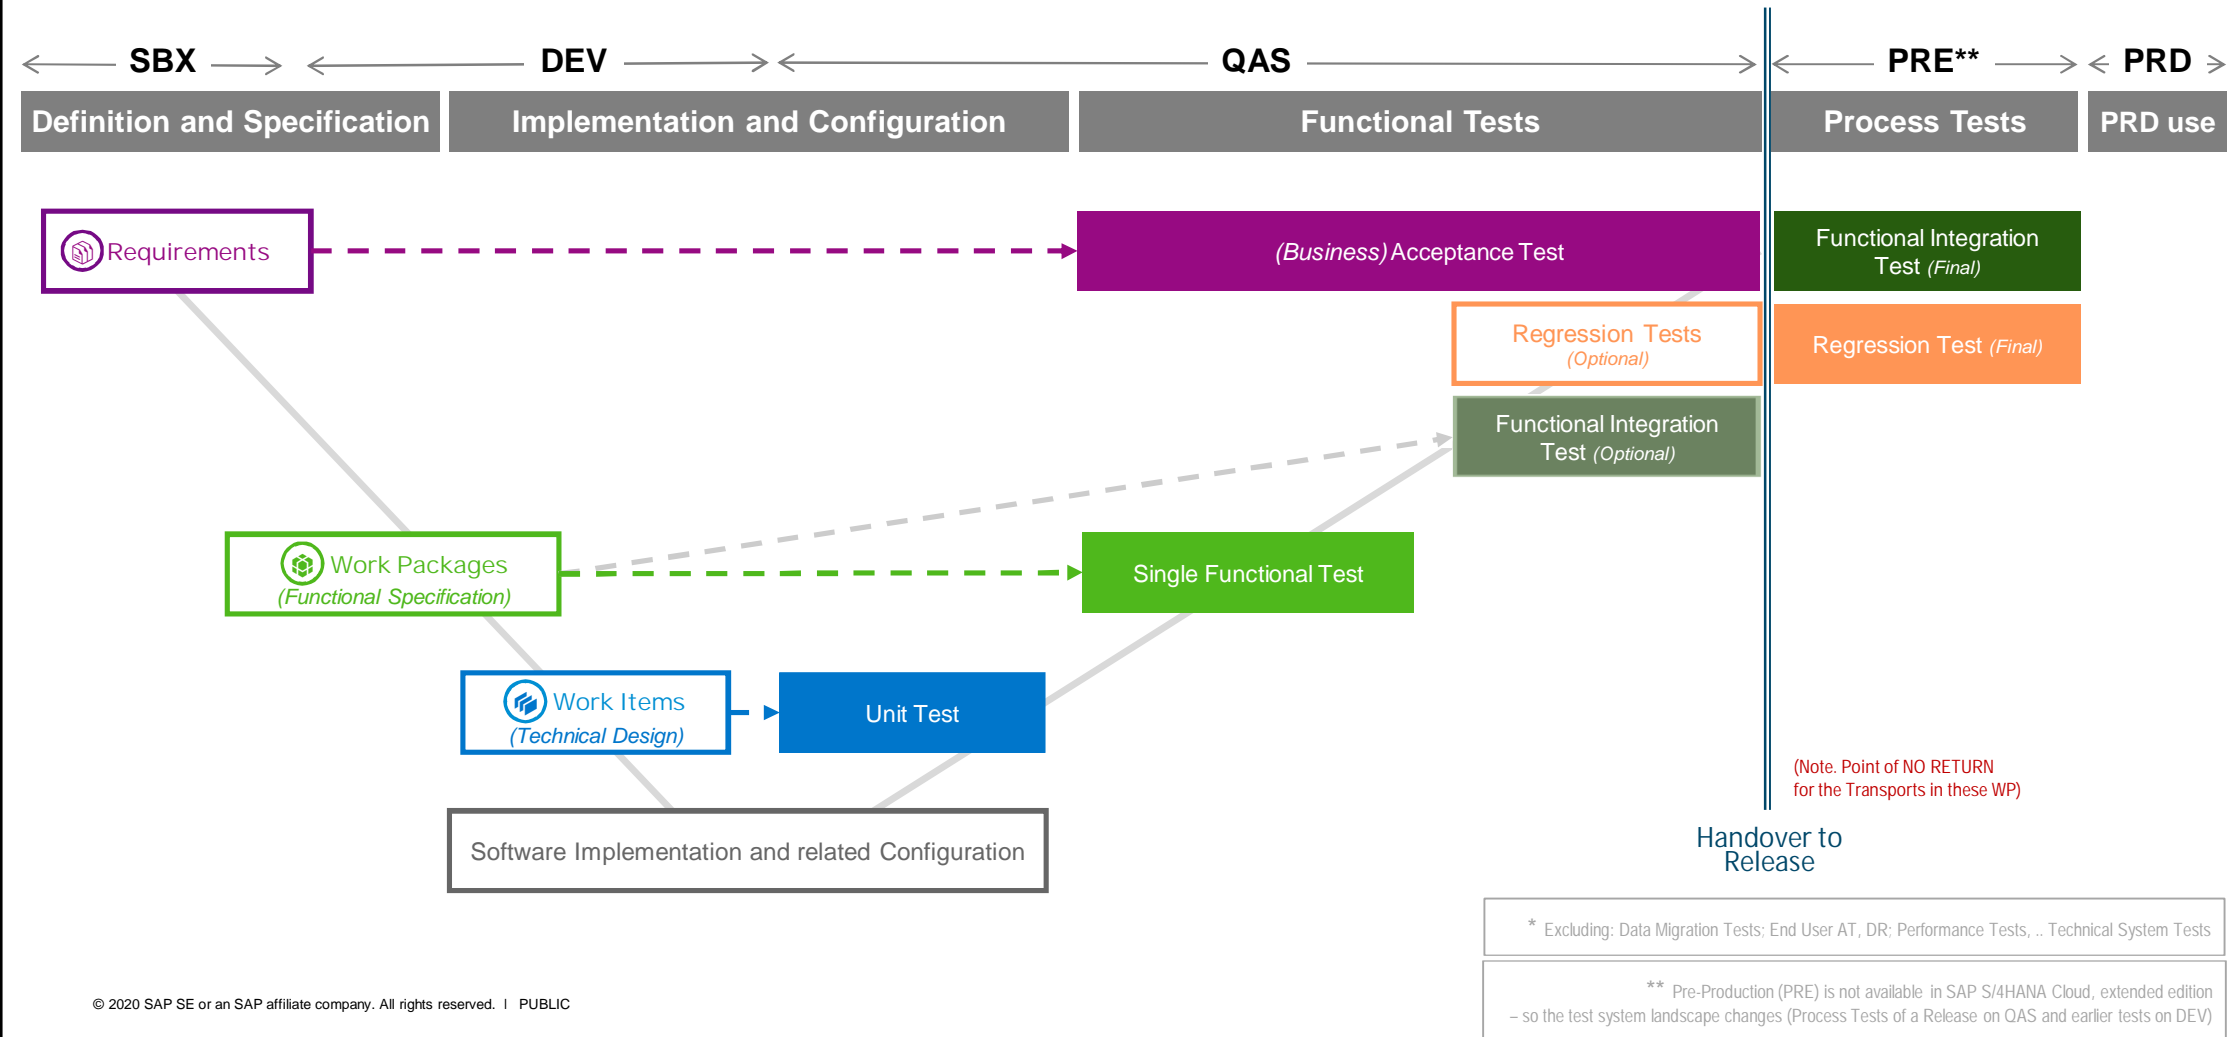 SBX
DEV
QAS
PRE**
PRD
Definition and Specification
Implementation and Configuration
Functional Tests
Process Tests
PRD use
Requirements
(Business) Acceptance Test
Functional Integration
Test (Final)
Regression Tests
(Optional)
Regression Test (Final)
Functional Integration
Test (Optional)
Work Packages
(Functional Specification)
Single Functional Test
Work Items
(Technical Design)
Unit Test
(Note. Point of NO RETURN
for the Transports in these WP)
Software Implementation and related Configuration
Handover to
Release
* Excluding: Data Migration Tests; End User AT, DR; Performance Tests, .. Technical System Tests
** Pre-Production (PRE) is not available in SAP S/4HANA Cloud, extended edition
– so the test system landscape changes (Process Tests of a Release on QAS and earlier tests on DEV)
© 2020 SAP SE or an SAP affiliate company. All rights reserved. I PUBLIC